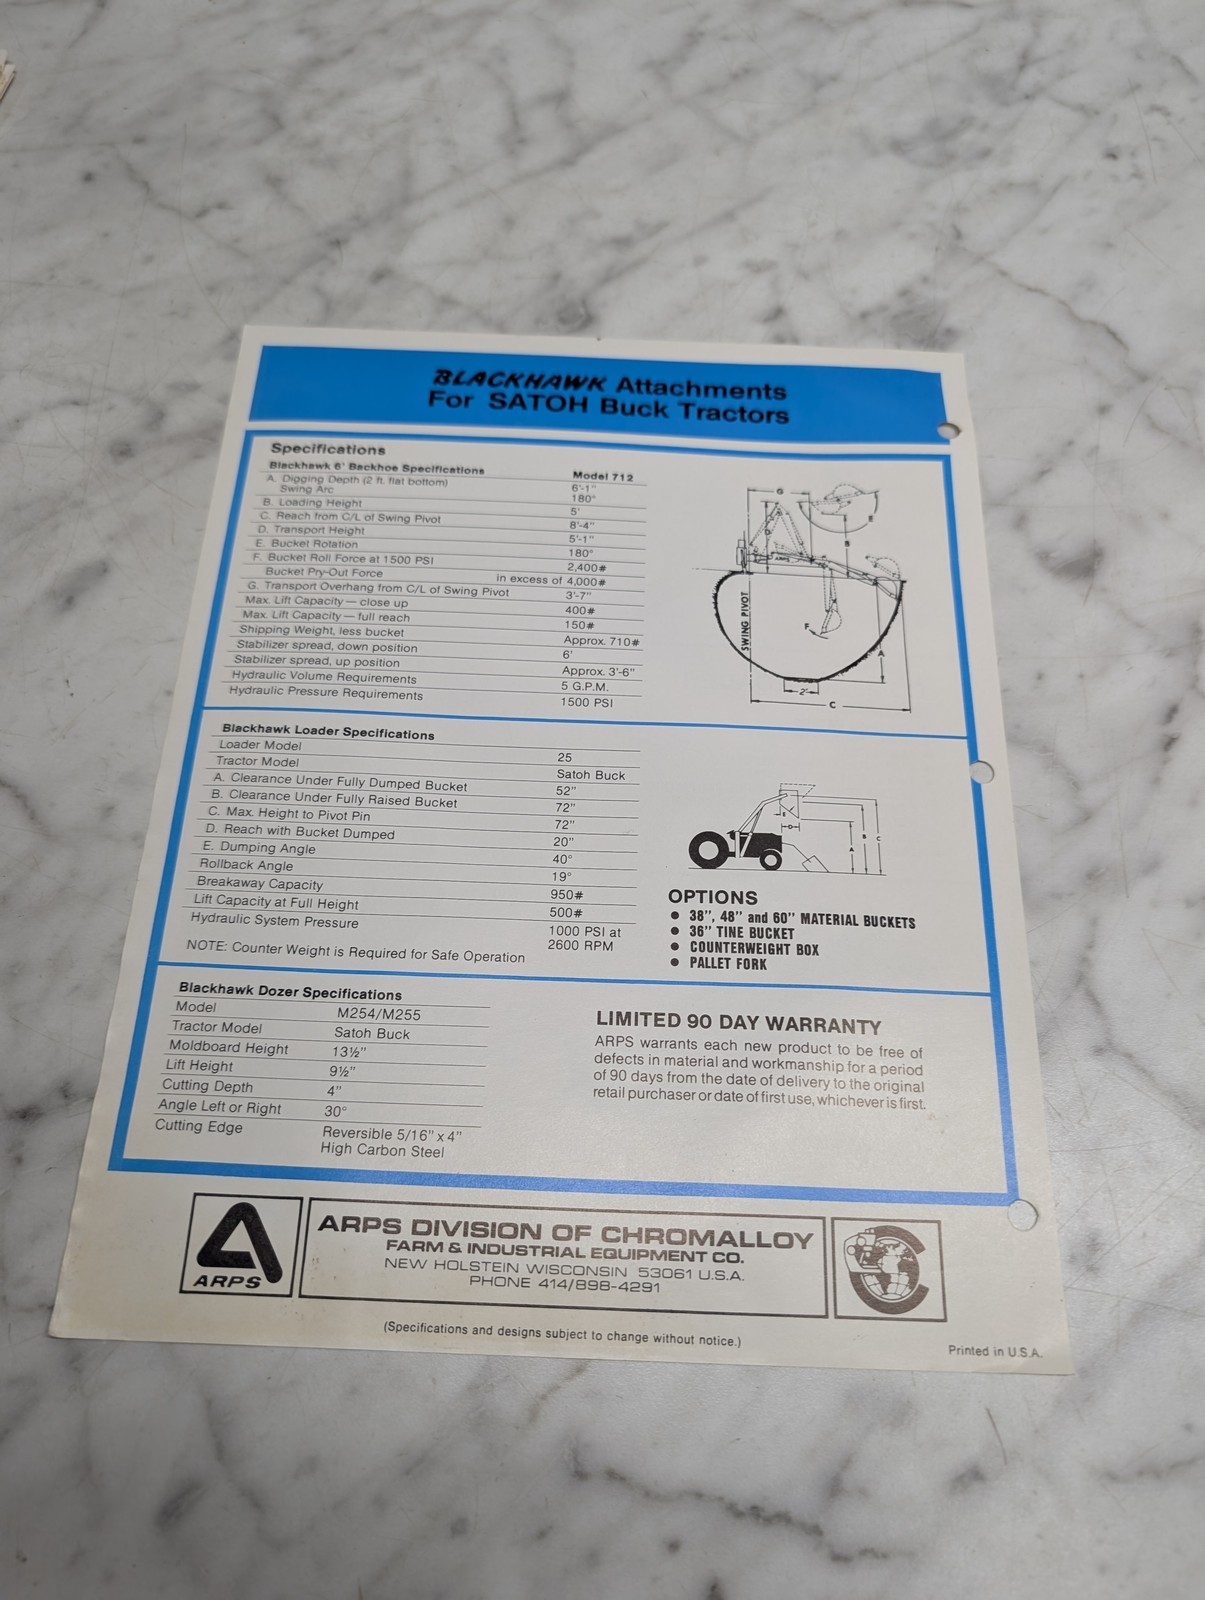 BLACKHAWK Attachments
For SATOH Buck Tractors
Specifications
Blackhawk 6' Backhoe Specifications Model 712
A. Digging Depth (2 ft. flat bottom) 6'-1"
Swing Arc 180°
B. Loading Height 5'
C. Reach from C/L of Swing Pivot 8'-4"
D. Transport Height 5'-1"
E. Bucket Rotation 180°
F. Bucket Roll Force at 1500 PSI 2,400#
Bucket Pry-Out Force in excess of 4,000#
G. Transport Overhang from C/L of Swing Pivot 3'-7"
Max. Lift Capacity — close up 400#
Max. Lift Capacity — full reach 150#
Shipping Weight, less bucket Approx. 710#
Stabilizer spread, down position 6'
Stabilizer spread, up position Approx. 3'-6"
Hydraulic Volume Requirements 5 G.P.M.
Hydraulic Pressure Requirements 1500 PSI
G
E
D
B
SWING PIVOT
F
A
2'
C
Blackhawk Loader Specifications
Loader Model 25
Tractor Model Satoh Buck
A. Clearance Under Fully Dumped Bucket 52"
B. Clearance Under Fully Raised Bucket 72"
C. Max. Height to Pivot Pin 72"
D. Reach with Bucket Dumped 20"
E. Dumping Angle 40°
Rollback Angle 19°
Breakaway Capacity 950#
Lift Capacity at Full Height 500#
Hydraulic System Pressure 1000 PSI at
2600 RPM
NOTE: Counter Weight is Required for Safe Operation
E
D
A
B
C
OPTIONS
● 38", 48" and 60" MATERIAL BUCKETS
● 36" TINE BUCKET
● COUNTERWEIGHT BOX
● PALLET FORK
Blackhawk Dozer Specifications
Model M254/M255
Tractor Model Satoh Buck
Moldboard Height 13½"
Lift Height 9½"
Cutting Depth 4"
Angle Left or Right 30°
Cutting Edge Reversible 5/16" x 4"
High Carbon Steel
LIMITED 90 DAY WARRANTY
ARPS warrants each new product to be free of
defects in material and workmanship for a period
of 90 days from the date of delivery to the original
retail purchaser or date of first use, whichever is first.
ARPS
ARPS DIVISION OF CHROMALLOY
FARM & INDUSTRIAL EQUIPMENT CO.
NEW HOLSTEIN WISCONSIN 53061 U.S.A.
PHONE 414/898-4291
(Specifications and designs subject to change without notice.)
Printed in U.S.A.